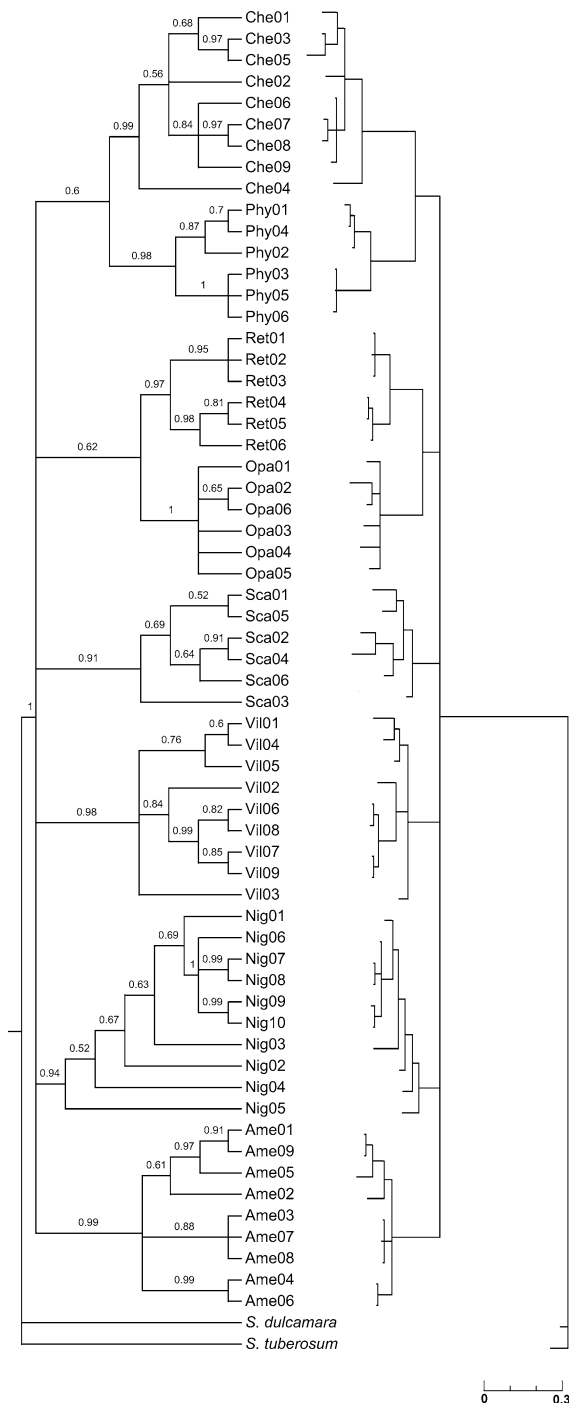 0.68 Che01
0.97 Che03
Che05
0.56 Che02
Che06
0.99 0.84 0.97 Che07
Che08
Che09
Che04
0.6
0.7 Phy01
0.87 Phy04
Phy02
0.98 Phy03
1 Phy05
Phy06
Ret01
0.95 Ret02
Ret03
0.97 0.81 Ret04
0.98 Ret05
Ret06
0.62
Opa01
0.65 Opa02
Opa06
1 Opa03
Opa04
Opa05
0.52 Sca01
Sca05
0.69 0.91 Sca02
0.64 Sca04
Sca06
0.91
Sca03
1
0.6 Vil01
0.76 Vil04
Vil05
Vil02
0.98 0.84 0.82 Vil06
0.99 Vil08
0.85 Vil07
Vil09
Vil03
Nig01
0.69 Nig06
1 0.99 Nig07
0.63 Nig08
0.99 Nig09
0.67 Nig10
Nig03
0.52 Nig02
0.94 Nig04
Nig05
0.91 Ame01
0.97 Ame09
0.61 Ame05
Ame02
Ame03
0.99 0.88 Ame07
Ame08
0.99 Ame04
Ame06
S. dulcamara
S. tuberosum
0 0.3